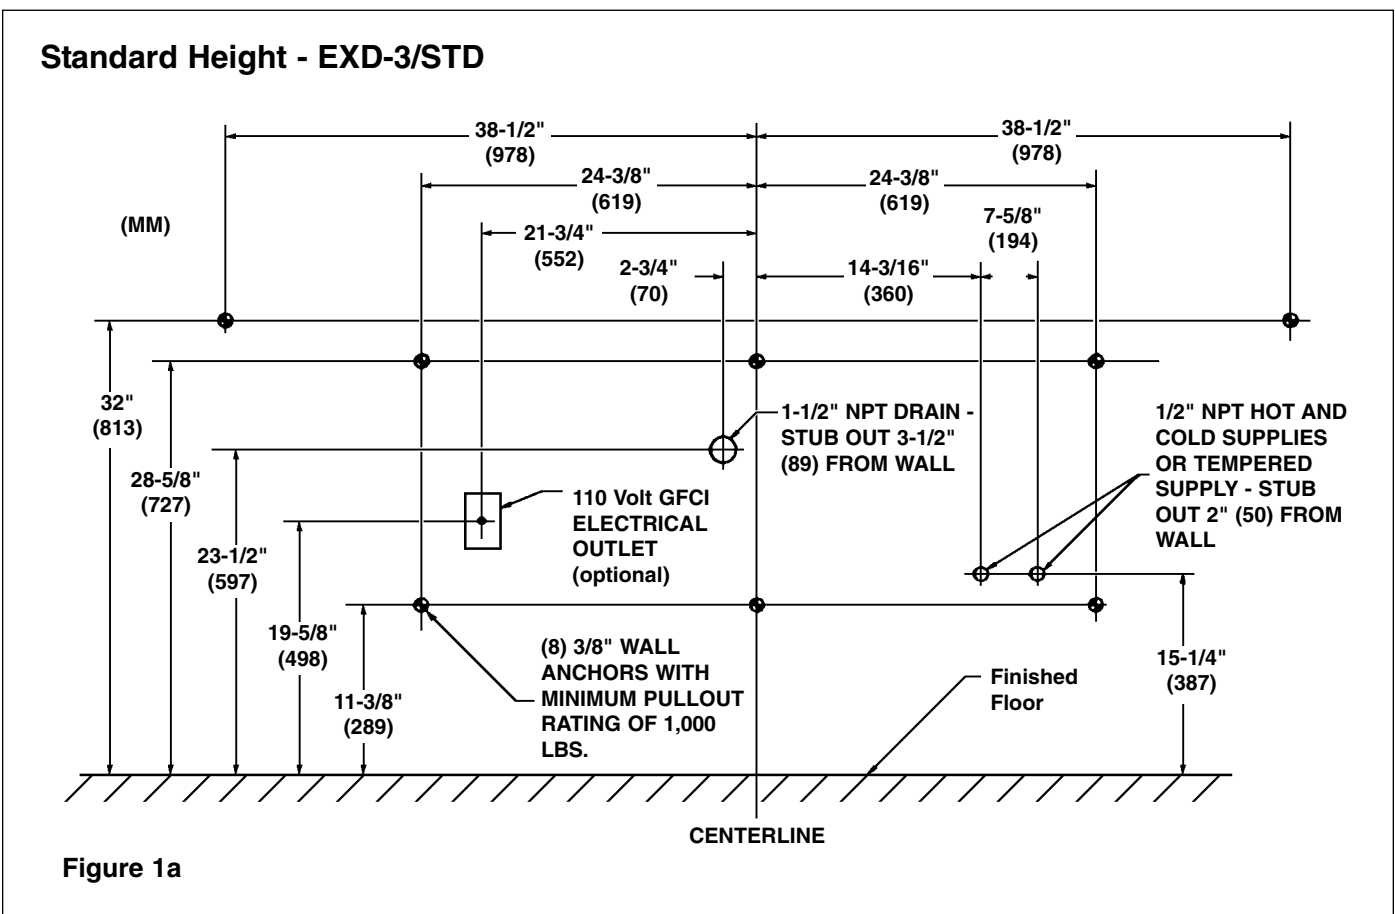 Standard Height - EXD-3/STD
38-1/2"
(978)
38-1/2"
(978)
24-3/8"
(619)
24-3/8"
(619)
(MM)
21-3/4"
(552)
7-5/8"
(194)
2-3/4"
(70)
14-3/16"
(360)
32"
(813)
28-5/8"
(727)
23-1/2"
(597)
19-5/8"
(498)
11-3/8"
(289)
1-1/2" NPT DRAIN -
STUB OUT 3-1/2"
(89) FROM WALL
1/2" NPT HOT AND
COLD SUPPLIES
OR TEMPERED
SUPPLY - STUB
OUT 2" (50) FROM
WALL
110 Volt GFCI
ELECTRICAL
OUTLET
(optional)
(8) 3/8" WALL
ANCHORS WITH
MINIMUM PULLOUT
RATING OF 1,000
LBS.
Finished
Floor
15-1/4"
(387)
CENTERLINE
Figure 1a